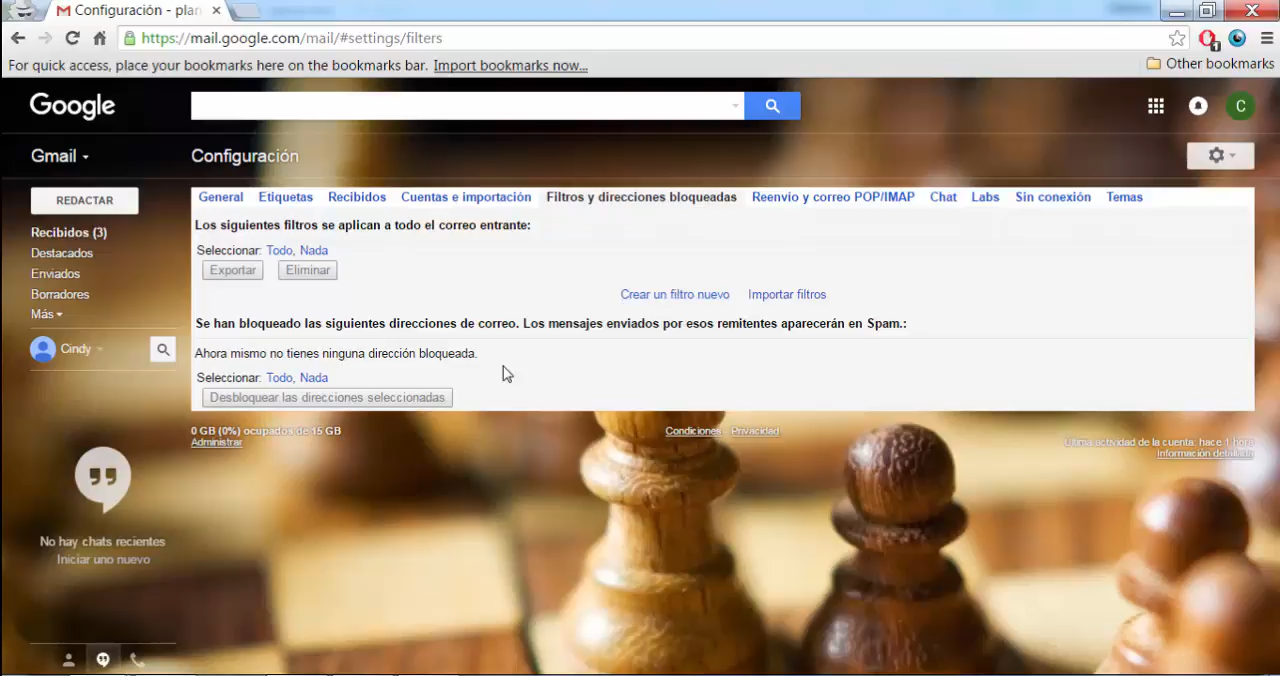 Configuración - plan
https://mail.google.com/mail/#settings/filters
1
For quick access, place your bookmarks here on the bookmarks bar. Import bookmarks now...
Other bookmarks
Google
C
Gmail
Configuración
REDACTAR
General Etiquetas Recibidos Cuentas e importación Filtros y direcciones bloqueadas Reenvío y correo POP/IMAP Chat Labs Sin conexión Temas
Los siguientes filtros se aplican a todo el correo entrante:
Recibidos (3)
Destacados
Enviados
Borradores
Más
Seleccionar: Todo, Nada
Exportar Eliminar
Crear un filtro nuevo Importar filtros
Se han bloqueado las siguientes direcciones de correo. Los mensajes enviados por esos remitentes aparecerán en Spam.:
Cindy
Ahora mismo no tienes ninguna dirección bloqueada.
Seleccionar: Todo, Nada
Desbloquear las direcciones seleccionadas
0 GB (0%) ocupados de 15 GB
Administrar
Condiciones - Privacidad
Última actividad de la cuenta: hace 1 hora
Información detallada
No hay chats recientes
Iniciar uno nuevo